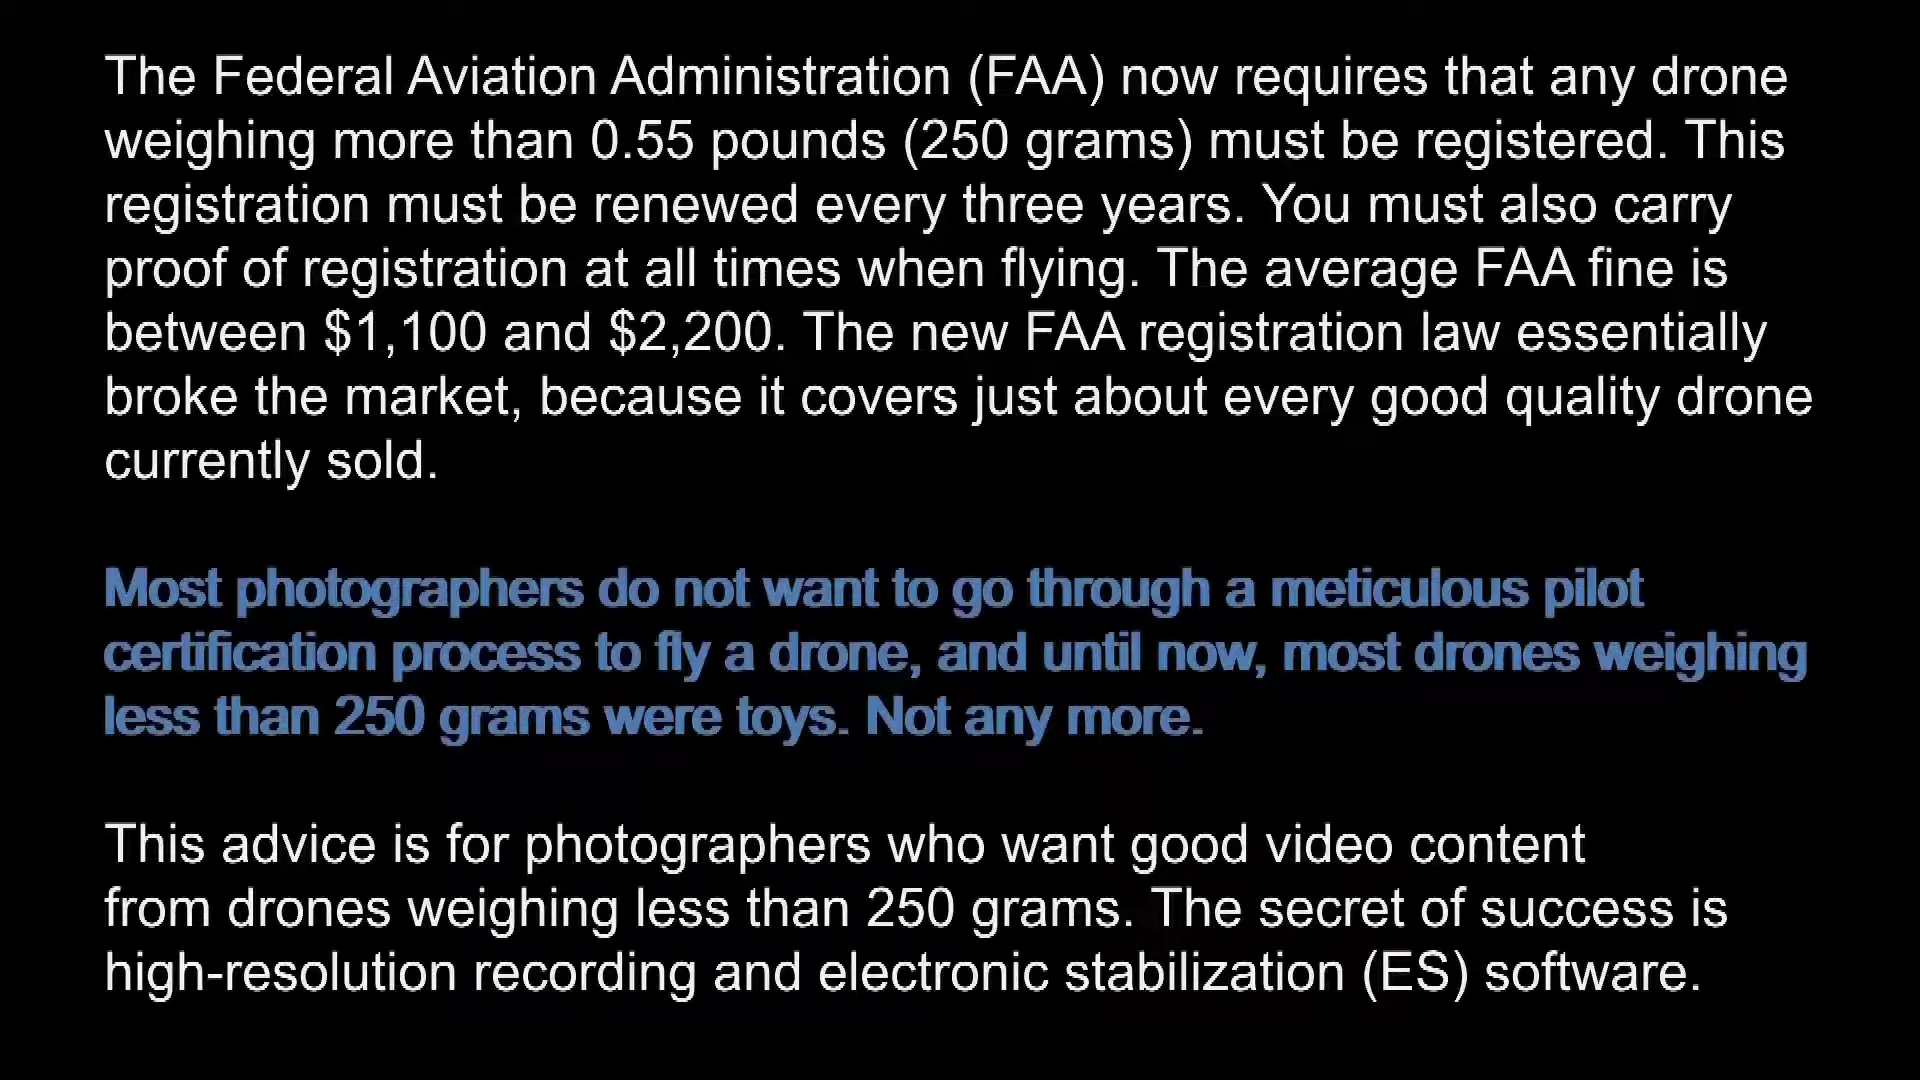 The Federal Aviation Administration (FAA) now requires that any drone
weighing more than 0.55 pounds (250 grams) must be registered. This
registration must be renewed every three years. You must also carry
proof of registration at all times when flying. The average FAA fine is
between $1,100 and $2,200. The new FAA registration law essentially
broke the market, because it covers just about every good quality drone
currently sold.
Most photographers do not want to go through a meticulous pilot
certification process to fly a drone, and until now, most drones weighing
less than 250 grams were toys. Not any more.
This advice is for photographers who want good video content
from drones weighing less than 250 grams. The secret of success is
high-resolution recording and electronic stabilization (ES) software.